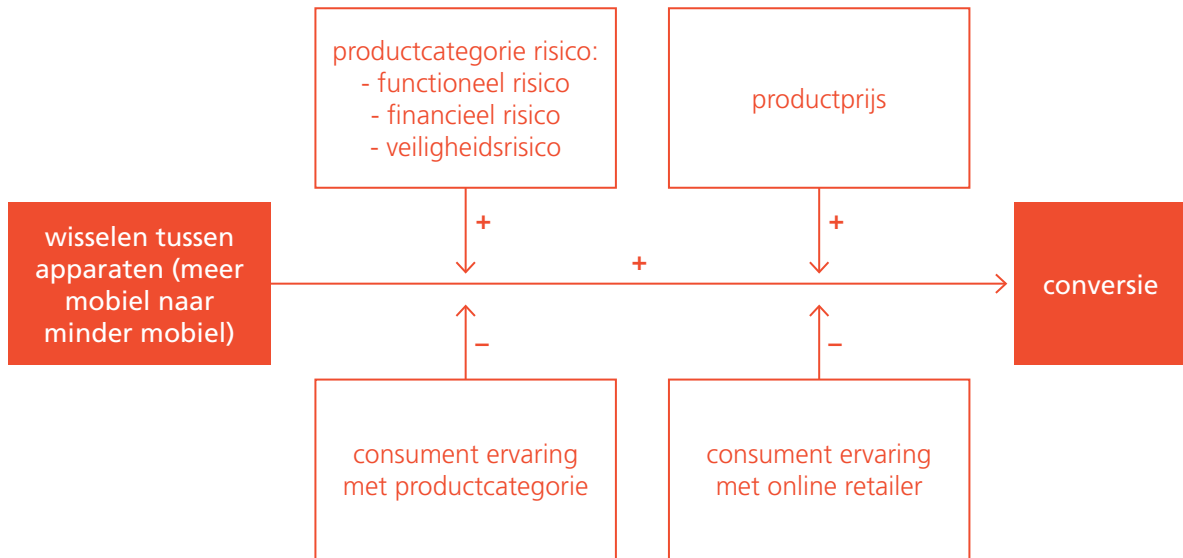 productcategorie risico:
- functioneel risico
- financieel risico
- veiligheidsrisico
productprijs
+
+
wisselen tussen
apparaten (meer
mobiel naar
minder mobiel)
+
conversie
–
–
consument ervaring
met productcategorie
consument ervaring
met online retailer